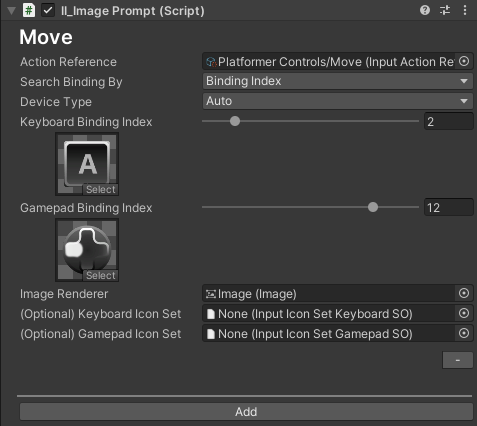 II_Image Prompt (Script)
Move
Action Reference Platformer Controls/Move (Input Action Re
Search Binding By Binding Index
Device Type Auto
Keyboard Binding Index 2
A
Select
Gamepad Binding Index 12
Select
Image Renderer Image (Image)
(Optional) Keyboard Icon Set None (Input Icon Set Keyboard SO)
(Optional) Gamepad Icon Set None (Input Icon Set Gamepad SO)
-
Add